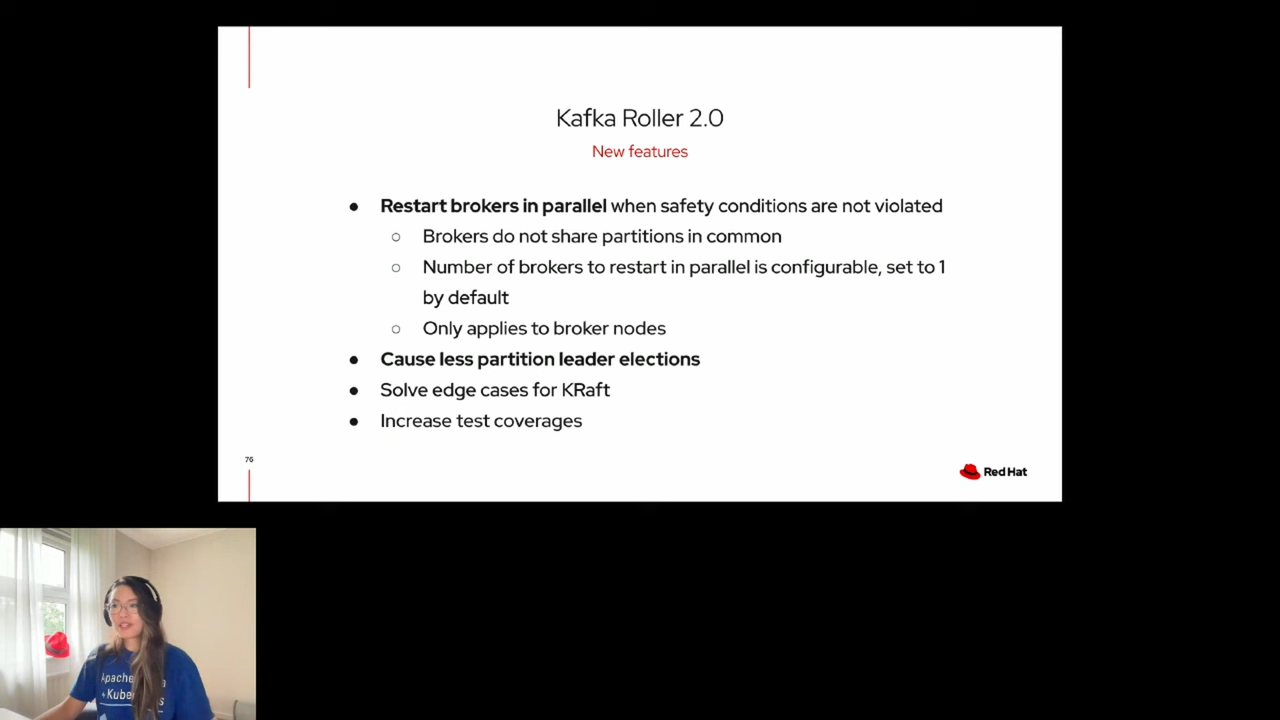 Kafka Roller 2.0
New features
● Restart brokers in parallel when safety conditions are not violated
○ Brokers do not share partitions in common
○ Number of brokers to restart in parallel is configurable, set to 1
by default
○ Only applies to broker nodes
● Cause less partition leader elections
● Solve edge cases for KRaft
● Increase test coverages
76
Red Hat
Apache
+ Kube